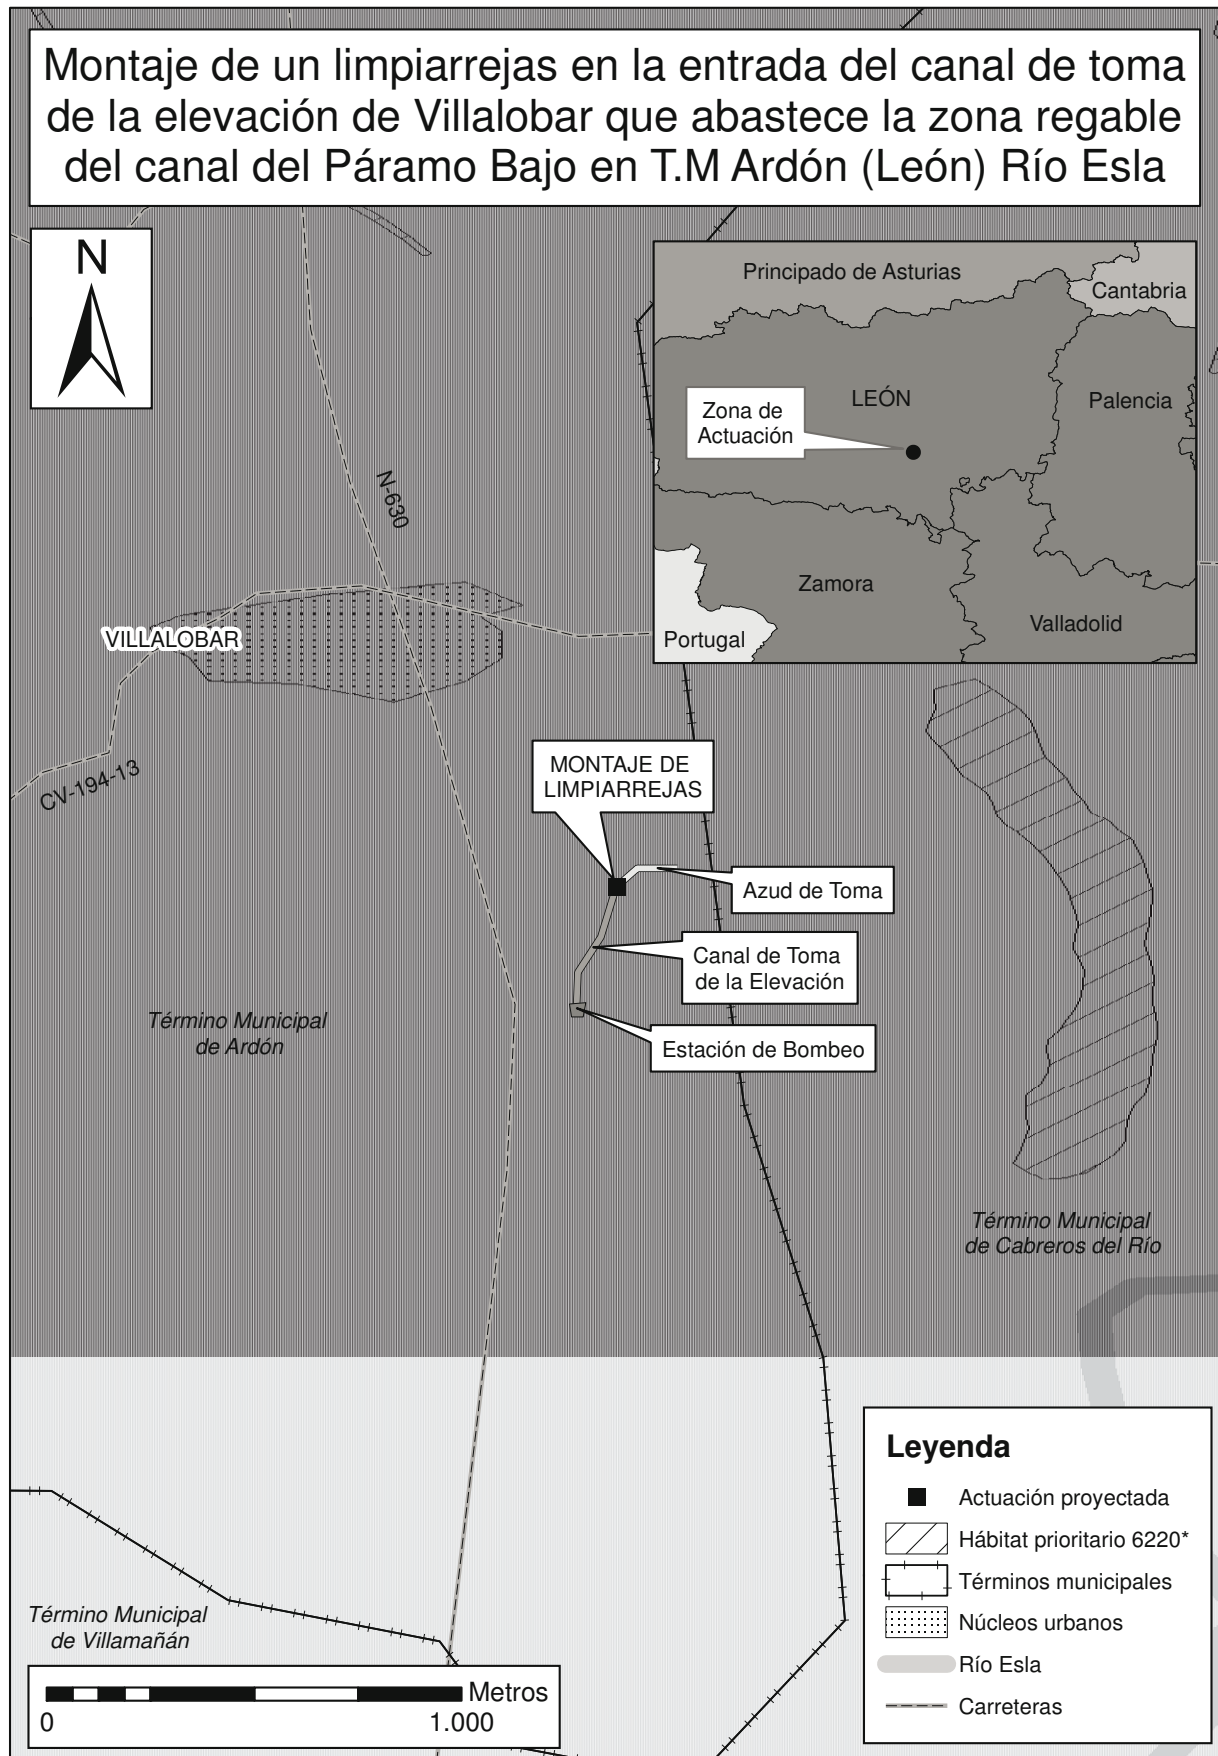 Montaje de un limpiarrejas en la entrada del canal de toma
de la elevación de Villalobar que abastece la zona regable
del canal del Páramo Bajo en T.M Ardón (León) Río Esla
N
Principado de Asturias
Cantabria
LEÓN
Palencia
Zona de
Actuación
Zamora
Valladolid
Portugal
N-630
VILLALOBAR
CV-194-13
MONTAJE DE
LIMPIARREJAS
Azud de Toma
Canal de Toma
de la Elevación
Estación de Bombeo
Término Municipal
de Ardón
Término Municipal
de Cabreros del Río
Término Municipal
de Villamañán
Leyenda
Actuación proyectada
Hábitat prioritario 6220*
Términos municipales
Núcleos urbanos
Río Esla
Carreteras
Metros
0 1.000